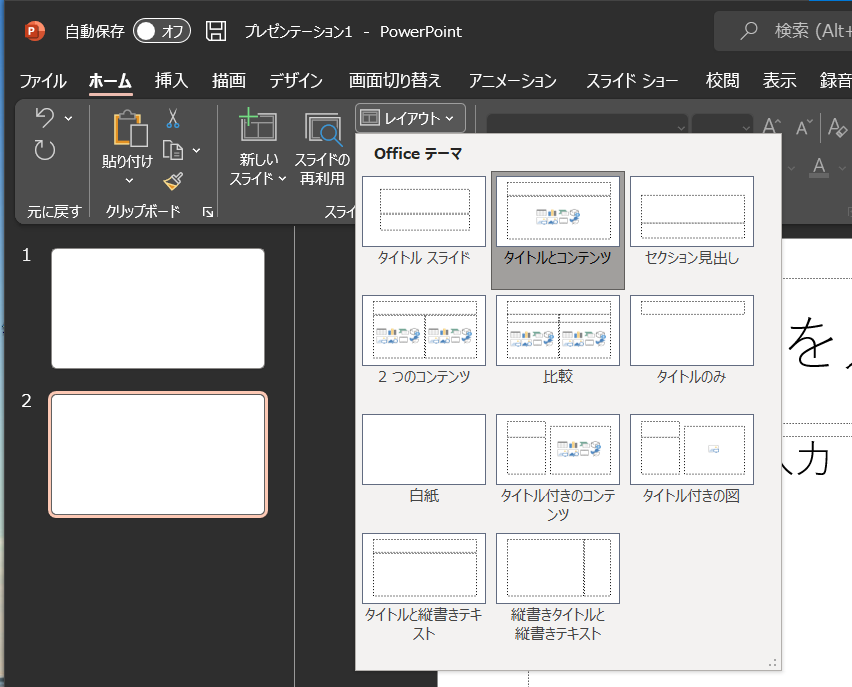 自動保存 オフ プレゼンテーション1 - PowerPoint 検索 (Alt+
ファイル ホーム 挿入 描画 デザイン 画面切り替え アニメーション スライド ショー 校閲 表示 録音
レイアウト
貼り付け
新しい
スライド
スライドの
再利用
元に戻す クリップボード スライ
Office テーマ
タイトル スライド タイトルとコンテンツ セクション見出し
2 つのコンテンツ 比較 タイトルのみ
白紙 タイトル付きのコンテ
ンツ
タイトル付きの図
タイトルと縦書きテキ
スト
縦書きタイトルと
縦書きテキスト
1
2
を
入力